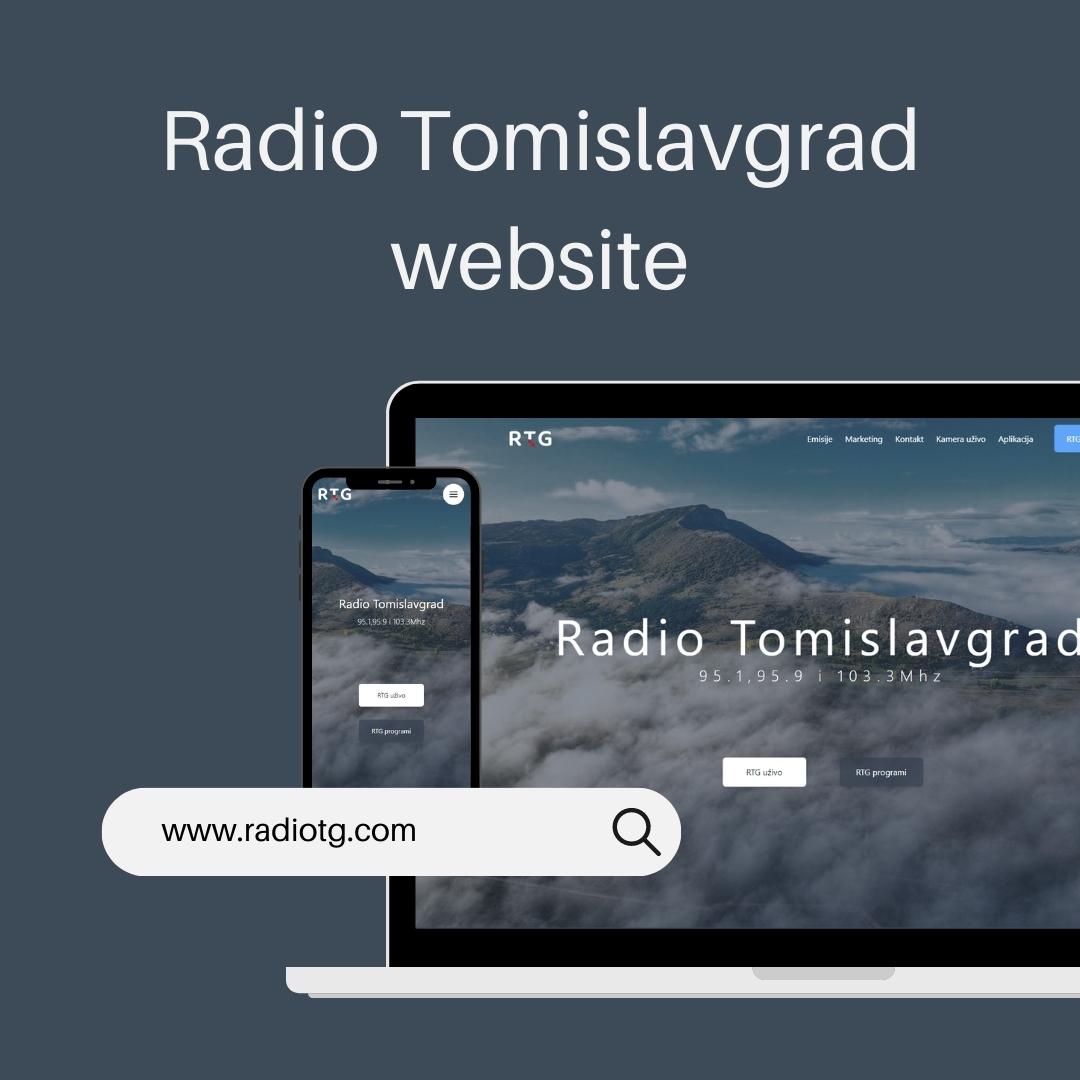 Radio Tomislavgrad
website
RTG
Emisije Marketing Kontakt Kamera uživo Aplikacija RTG
RTG
Radio Tomislavgrad
95.1,95.9 i 103.3Mhz
RTG uživo
RTG programi
Radio Tomislavgrad
95.1,95.9 i 103.3Mhz
RTG uživo RTG programi
www.radiotg.com